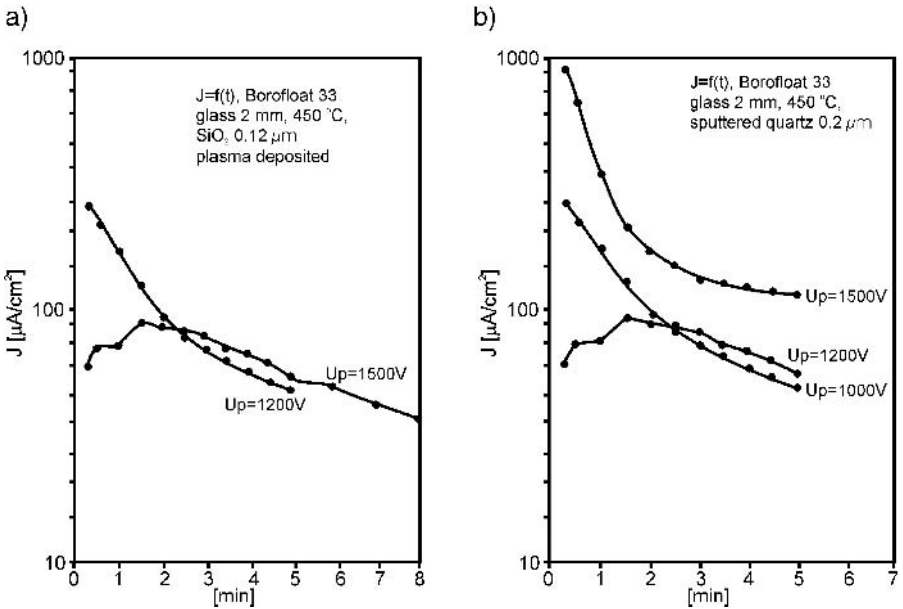 a)
1000
J=f(t), Borofloat 33
glass 2 mm, 450 °C,
SiO₂ 0.12 µm
plasma deposited
J [µA/cm²]
100
Up=1500V
Up=1200V
10
0 1 2 3 4 5 6 7 8
[min]
b)
1000
J=f(t), Borofloat 33
glass 2 mm, 450 °C,
sputtered quartz 0.2 µm
J [µA/cm²]
100
Up=1500V
Up=1200V
Up=1000V
10
0 1 2 3 4 5 6 7
[min]